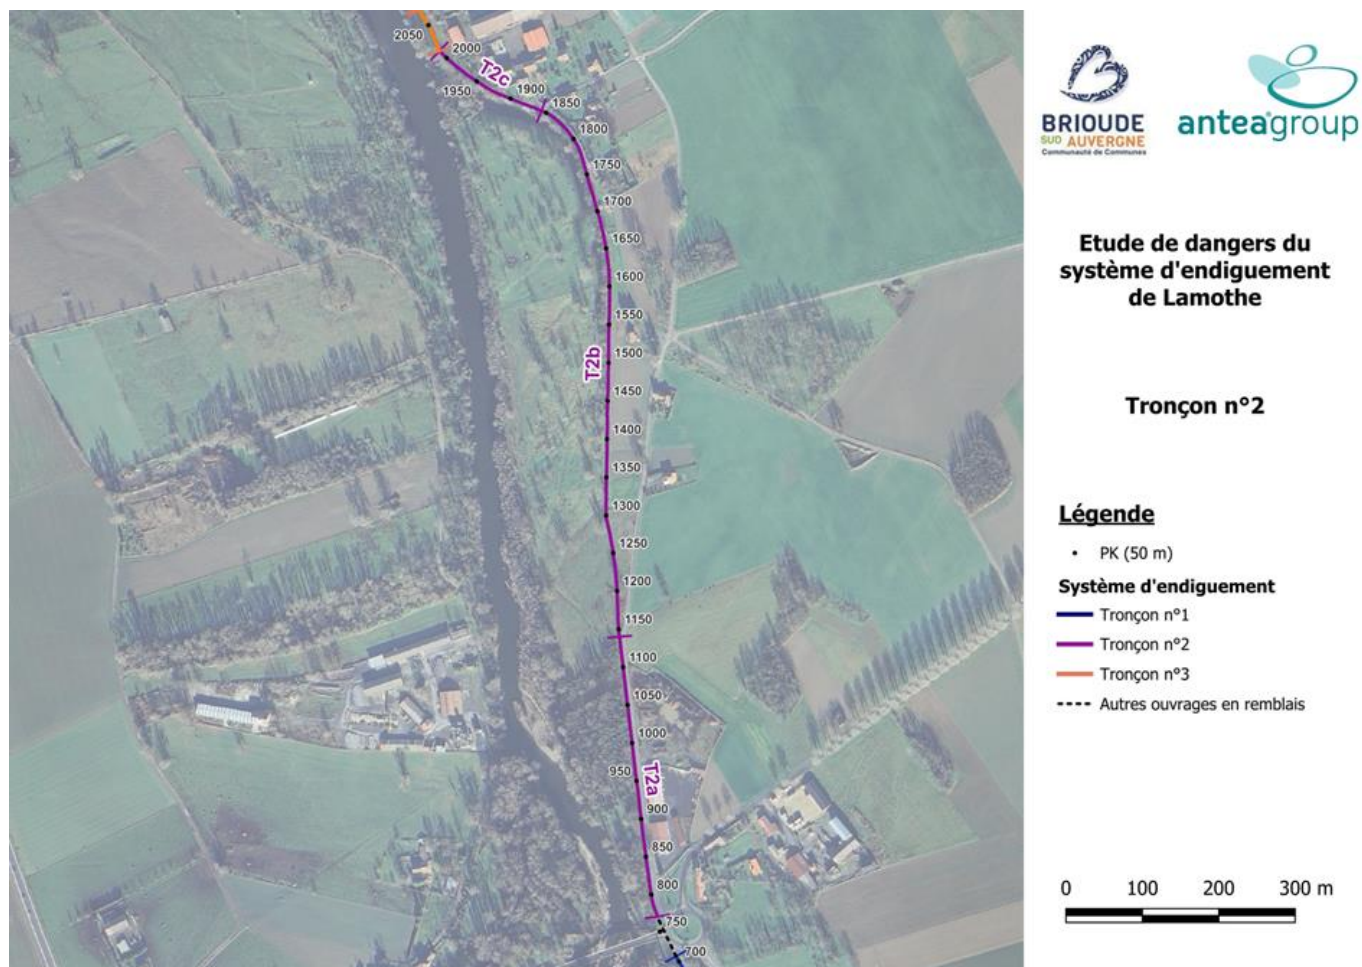 2050
2000
T2c
1950
1900
1850
1800
1750
1700
1650
1600
1550
T2b
1500
1450
1400
1350
1300
1250
1200
1150
1100
1050
1000
950
T2a
900
850
800
750
700
BRIOUDE
SUD AUVERGNE
Communauté de Communes
anteagroup
Etude de dangers du
système d'endiguement
de Lamothe
Tronçon n°2
Légende
PK (50 m)
Système d'endiguement
Tronçon n°1
Tronçon n°2
Tronçon n°3
Autres ouvrages en remblais
0 100 200 300 m